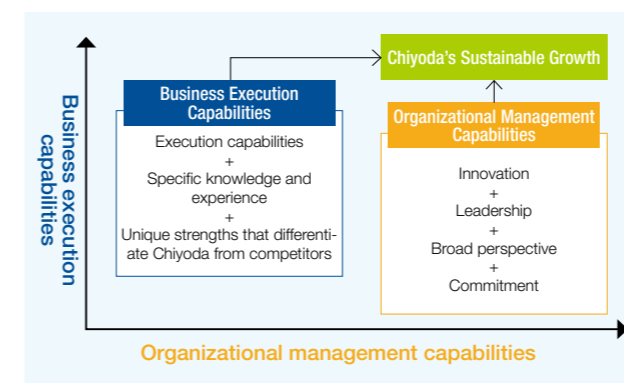 Chiyoda's Sustainable Growth
Business Execution
Capabilities
Execution capabilities
+
Specific knowledge and
experience
+
Unique strengths that differenti-
ate Chiyoda from competitors
Organizational Management
Capabilities
Innovation
+
Leadership
+
Broad perspective
+
Commitment
Business execution
capabilities
Organizational management capabilities